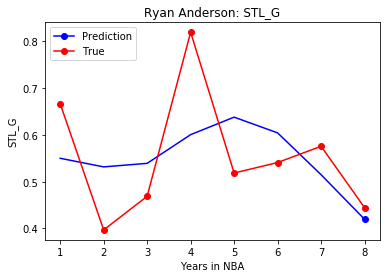 Ryan Anderson: STL_G
Prediction
True
0.8
0.7
0.6
0.5
0.4
STL_G
1 2 3 4 5 6 7 8
Years in NBA